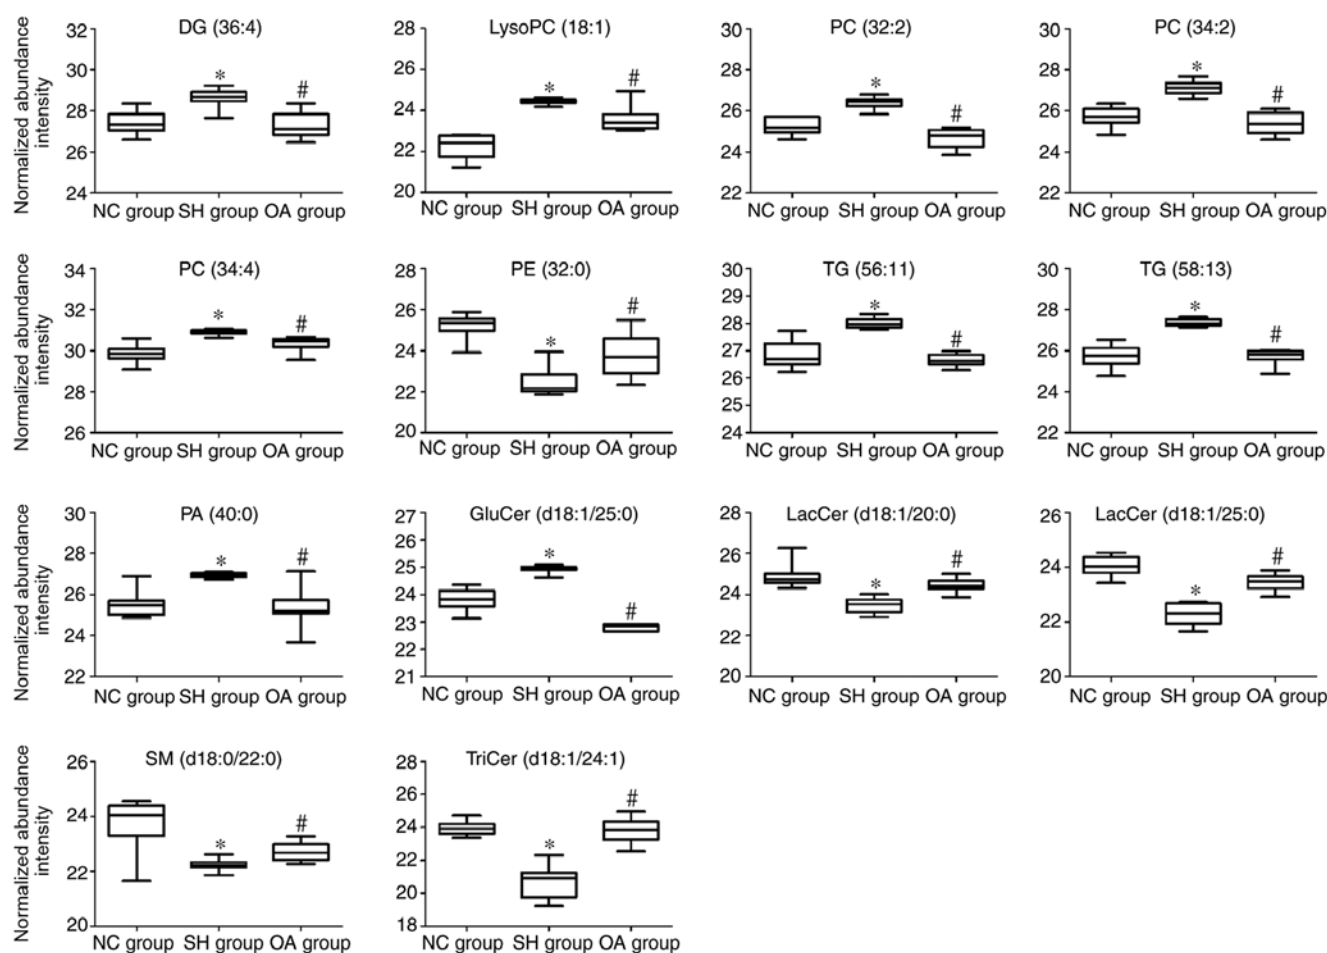 Normalized abundance
intensity
DG (36:4)
32
30
28
26
24
*
#
NC group SH group OA group
LysoPC (18:1)
28
26
24
22
20
*
#
NC group SH group OA group
PC (32:2)
30
28
26
24
22
*
#
NC group SH group OA group
PC (34:2)
30
28
26
24
22
*
#
NC group SH group OA group
Normalized abundance
intensity
PC (34:4)
34
32
30
28
26
*
#
NC group SH group OA group
PE (32:0)
28
26
24
22
20
*
#
NC group SH group OA group
TG (56:11)
30
29
28
27
26
25
24
*
#
NC group SH group OA group
TG (58:13)
30
28
26
24
22
*
#
NC group SH group OA group
Normalized abundance
intensity
PA (40:0)
30
28
26
24
22
*
#
NC group SH group OA group
GluCer (d18:1/25:0)
27
26
25
24
23
22
21
*
#
NC group SH group OA group
LacCer (d18:1/20:0)
28
26
24
22
20
*
#
NC group SH group OA group
LacCer (d18:1/25:0)
26
24
22
20
*
#
NC group SH group OA group
Normalized abundance
intensity
SM (d18:0/22:0)
26
24
22
20
*
#
NC group SH group OA group
TriCer (d18:1/24:1)
28
26
24
22
20
18
*
#
NC group SH group OA group